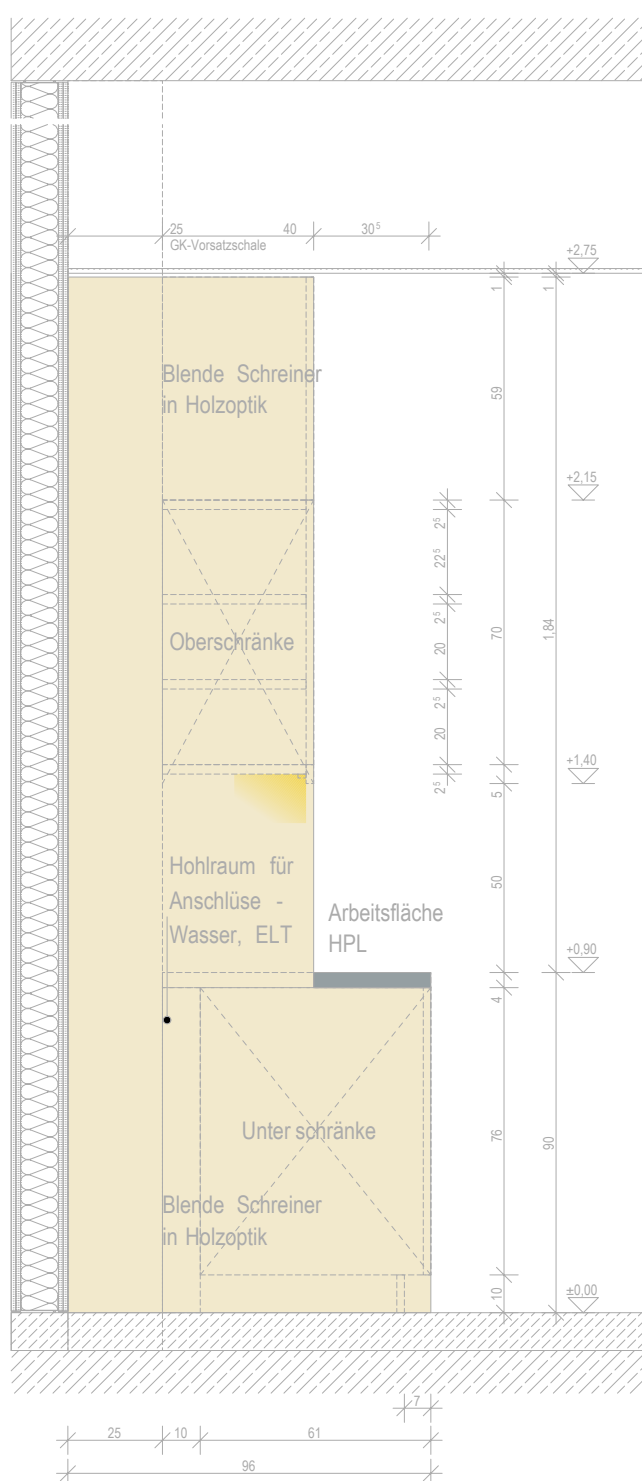 25 40 30⁵
GK-Vorsatzschale
+2,75
1 1
Blende Schreiner
in Holzoptik
59
+2,15
2⁵
22⁵
2⁵
20
2⁵
20
2⁵
70
1,84
Oberschränke
+1,40
5
Hohlraum für
Anschlüse -
Wasser, ELT
50
Arbeitsfläche
HPL
+0,90
4
Unter schränke
76
90
Blende Schreiner
in Holzoptik
10
±0,00
7
25 10 61
96